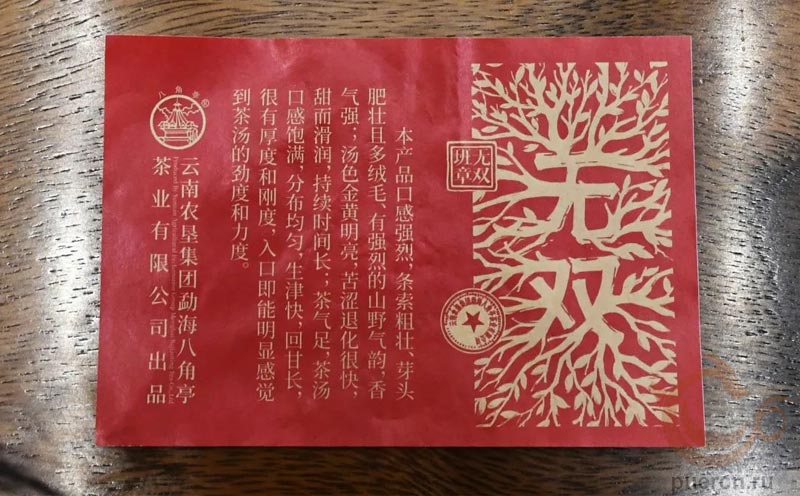 无双
无双
班章
本产品口感强烈，条索粗壮、芽头
肥壮且多绒毛，有强烈的山野气韵，香
气强；汤色金黄明亮，苦涩退化很快，
甜而滑润，持续时间长；茶气足，茶汤
口感饱满，分布均匀，生津快，回甘长，
很有厚度和刚度，入口即能明显感觉
到茶汤的劲度和力度。
八角亭®
云南农垦集团勐海八角亭
茶业有限公司出品
puerch.ru